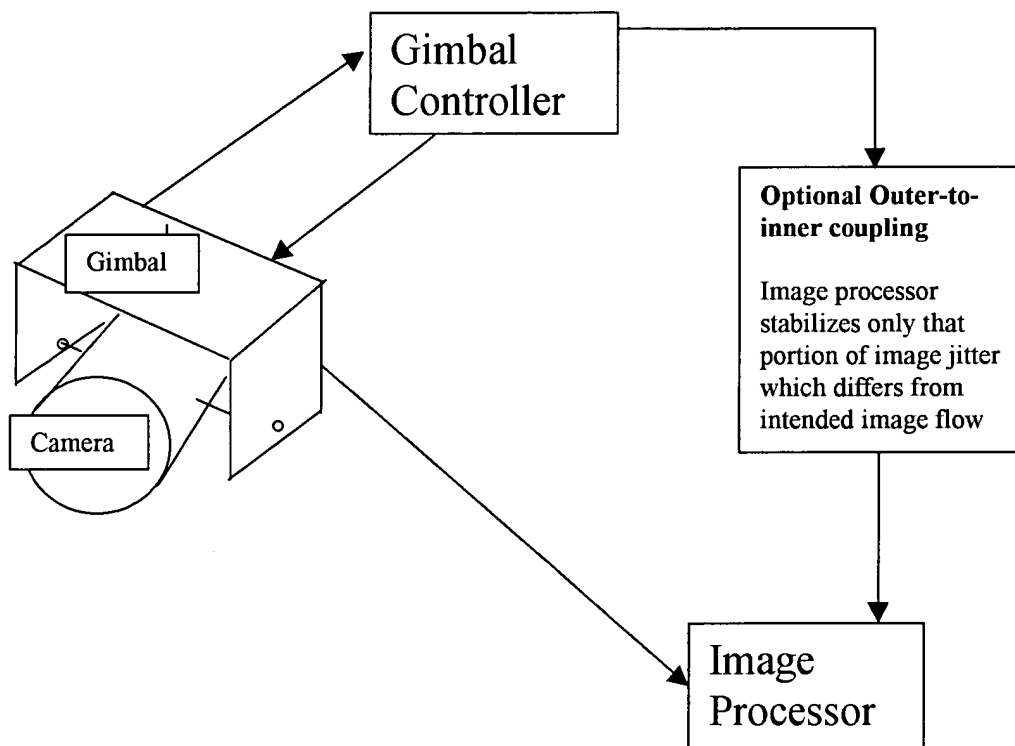 Gimbal
Controller
Optional Outer-to-
inner coupling
Image processor
stabilizes only that
portion of image jitter
which differs from
intended image flow
Gimbal
Camera
Image
Processor